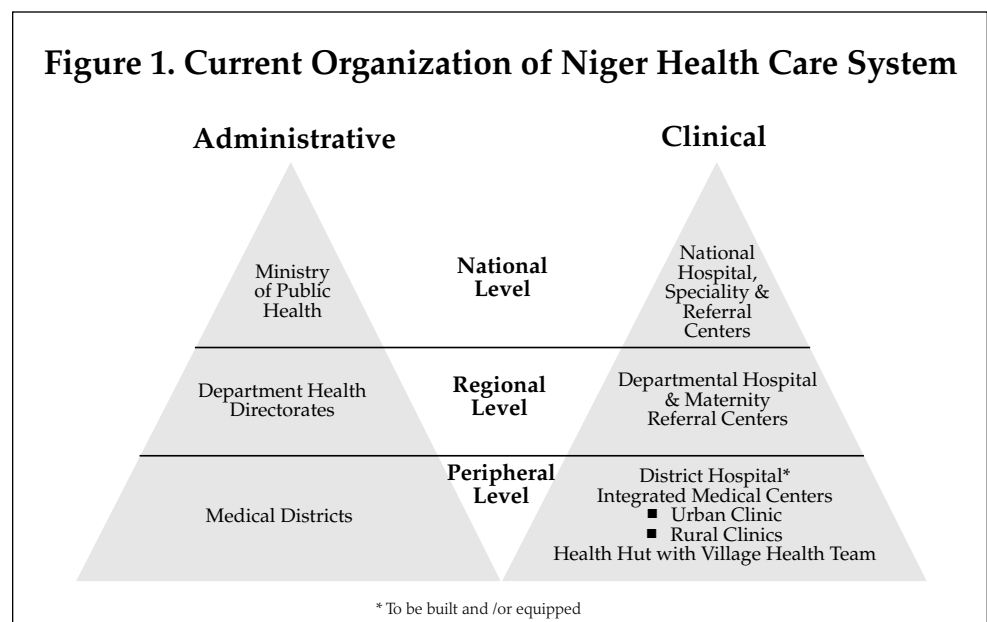 Figure 1. Current Organization of Niger Health Care System
Administrative
Clinical
Ministry
of Public
Health
National
Level
National
Hospital,
Speciality &
Referral
Centers
Department Health
Directorates
Regional
Level
Departmental Hospital
& Maternity
Referral Centers
Medical Districts
Peripheral
Level
District Hospital*
Integrated Medical Centers
■ Urban Clinic
■ Rural Clinics
Health Hut with Village Health Team
* To be built and /or equipped